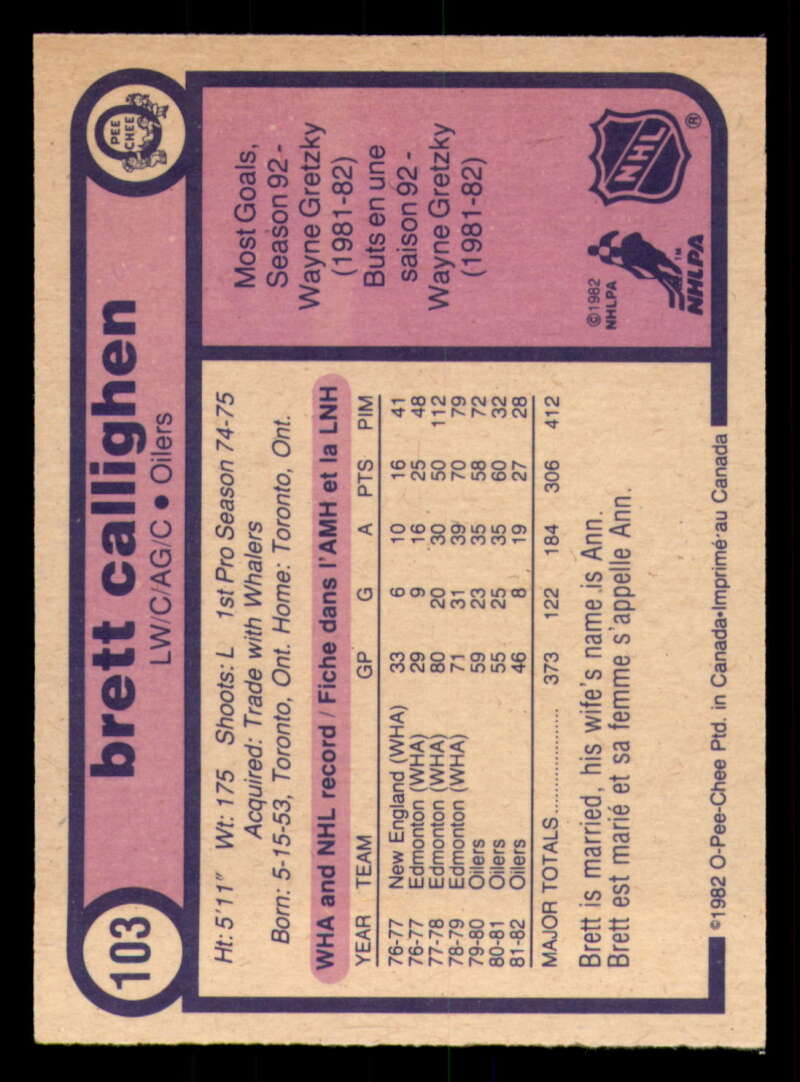 103
brett callighen
LW/C/AG/C • Oilers
O
PEE
CHEE
Ht: 5'11" Wt: 175 Shoots: L 1st Pro Season 74-75
Acquired: Trade with Whalers
Born: 5-15-53, Toronto, Ont. Home: Toronto, Ont.
WHA and NHL record / Fiche dans l'AMH et la LNH
YEAR TEAM GP G A PTS PIM
76-77 New England (WHA) 33 6 10 16 41
76-77 Edmonton (WHA) 29 9 16 25 48
77-78 Edmonton (WHA) 80 20 30 50 112
78-79 Edmonton (WHA) 71 31 39 70 79
79-80 Oilers 59 23 35 58 72
80-81 Oilers 55 25 35 60 32
81-82 Oilers 46 8 19 27 28
MAJOR TOTALS.................. 373 122 184 306 412
Brett is married, his wife's name is Ann.
Brett est marié et sa femme s'appelle Ann.
©1982 O-Pee-Chee Ptd. in Canada•Imprimé au Canada
Most Goals,
Season 92 -
Wayne Gretzky
(1981-82)
Buts en une
saison 92 -
Wayne Gretzky
(1981-82)
©1982
NHLPA
NHLPA
TM
NHL
®